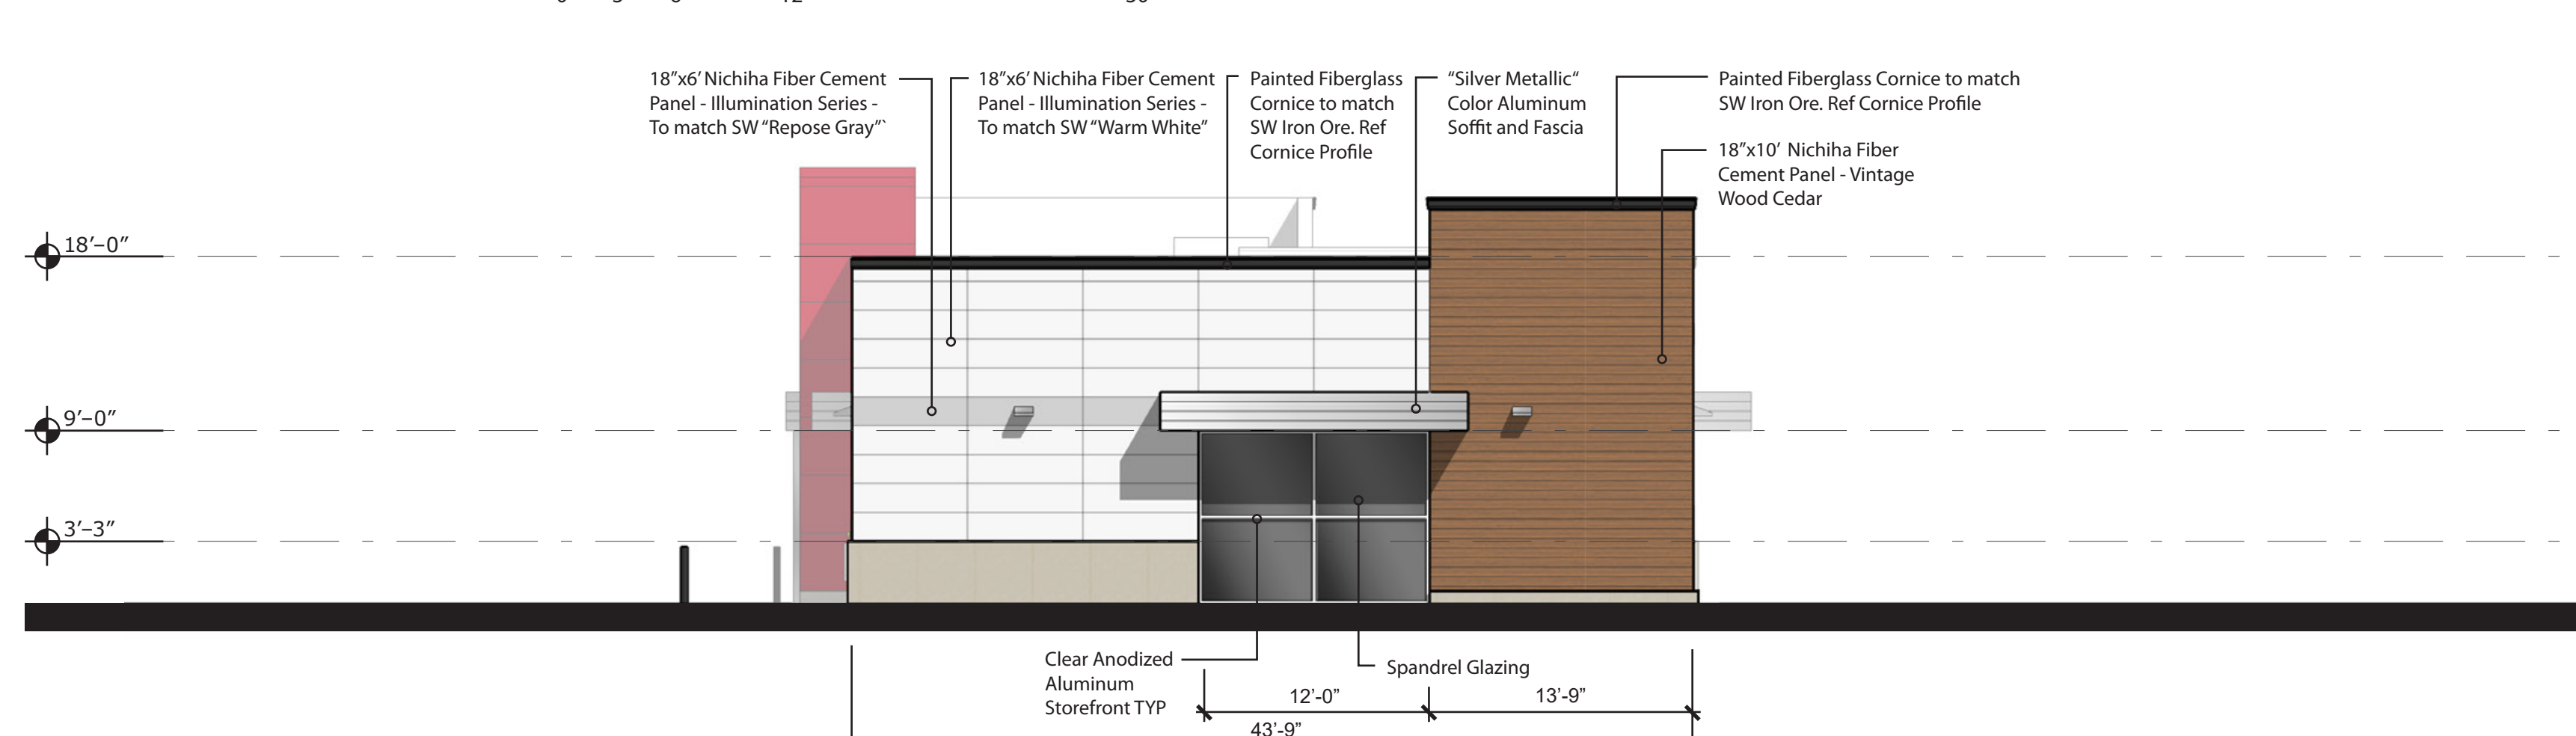 18”x6’ Nichiha Fiber Cement
Panel - Illumination Series -
To match SW “Repose Gray”`
18”x6’ Nichiha Fiber Cement
Panel - Illumination Series -
To match SW “Warm White”
Painted Fiberglass
Cornice to match
SW Iron Ore. Ref
Cornice Profile
“Silver Metallic“
Color Aluminum
Soffit and Fascia
Painted Fiberglass Cornice to match
SW Iron Ore. Ref Cornice Profile
18”x10’ Nichiha Fiber
Cement Panel - Vintage
Wood Cedar
18’–0”
9’–0”
3’–3”
Clear Anodized
Aluminum
Storefront TYP
Spandrel Glazing
12’-0”
13’-9”
43’-9”